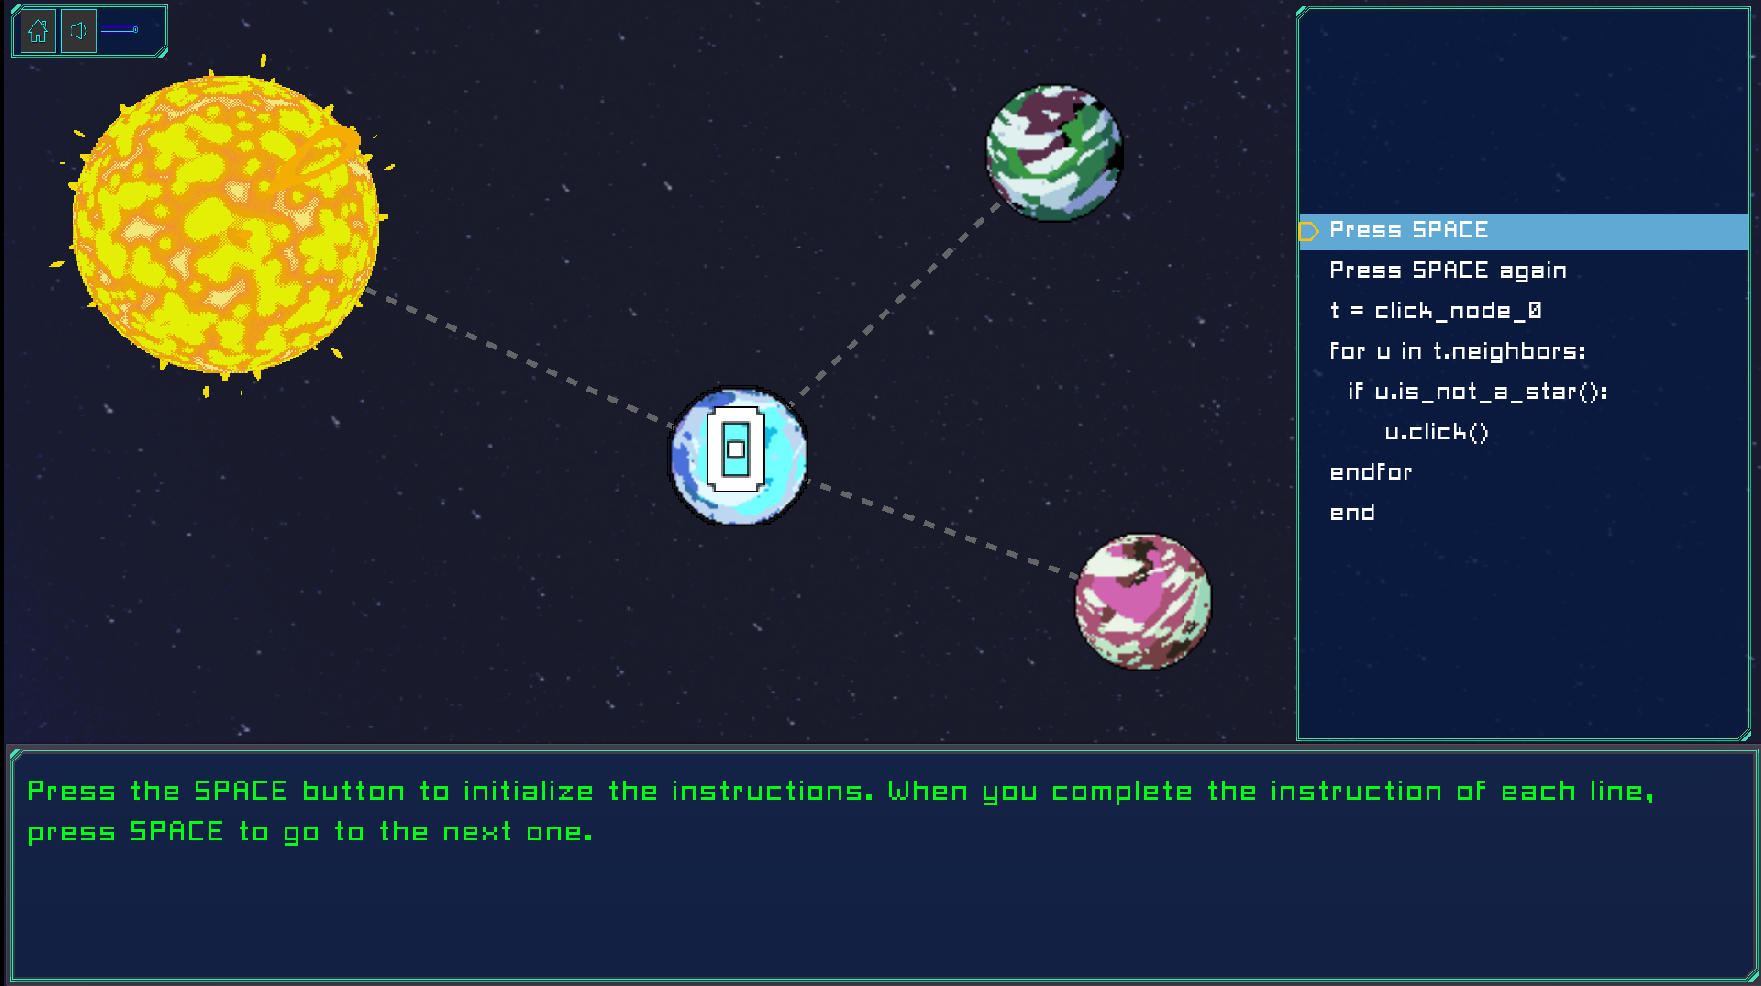 Press SPACE
Press SPACE again
t = click_node_0
for u in t.neighbors:
if u.is_not_a_star():
u.click()
endfor
end
Press the SPACE button to initialize the instructions. When you complete the instruction of each line,
press SPACE to go to the next one.